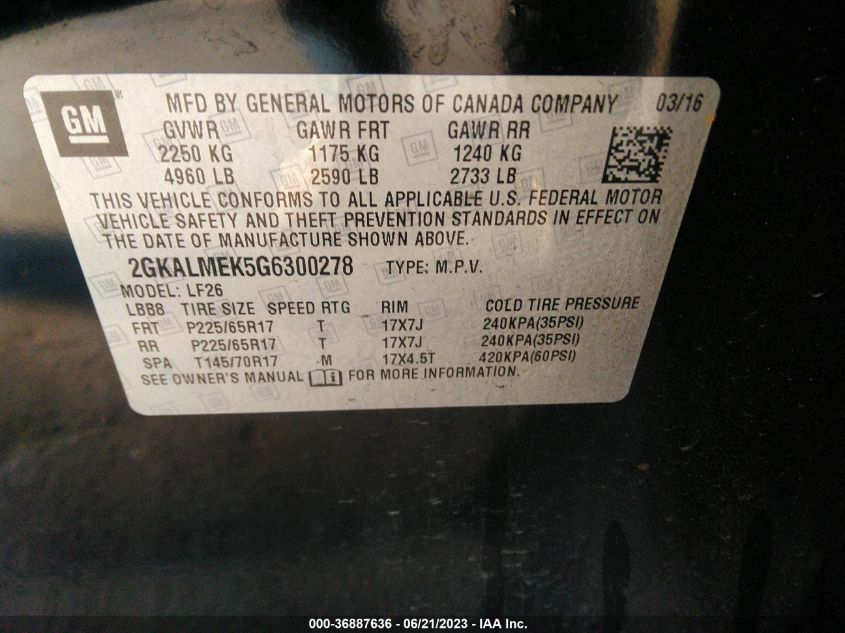 GM
MFD BY GENERAL MOTORS OF CANADA COMPANY 03/16
GVWR GAWR FRT GAWR RR
2250 KG 1175 KG 1240 KG
4960 LB 2590 LB 2733 LB
THIS VEHICLE CONFORMS TO ALL APPLICABLE U.S. FEDERAL MOTOR
VEHICLE SAFETY AND THEFT PREVENTION STANDARDS IN EFFECT ON
THE DATE OF MANUFACTURE SHOWN ABOVE.
2GKALMEK5G6300278 TYPE: M.P.V.
MODEL: LF26
LBB8 TIRE SIZE SPEED RTG RIM COLD TIRE PRESSURE
FRT P225/65R17 T 17X7J 240KPA(35PSI)
RR P225/65R17 T 17X7J 240KPA(35PSI)
SPA T145/70R17 M 17X4.5T 420KPA(60PSI)
SEE OWNER'S MANUAL FOR MORE INFORMATION.
000-36887636 - 06/21/2023 - IAA Inc.